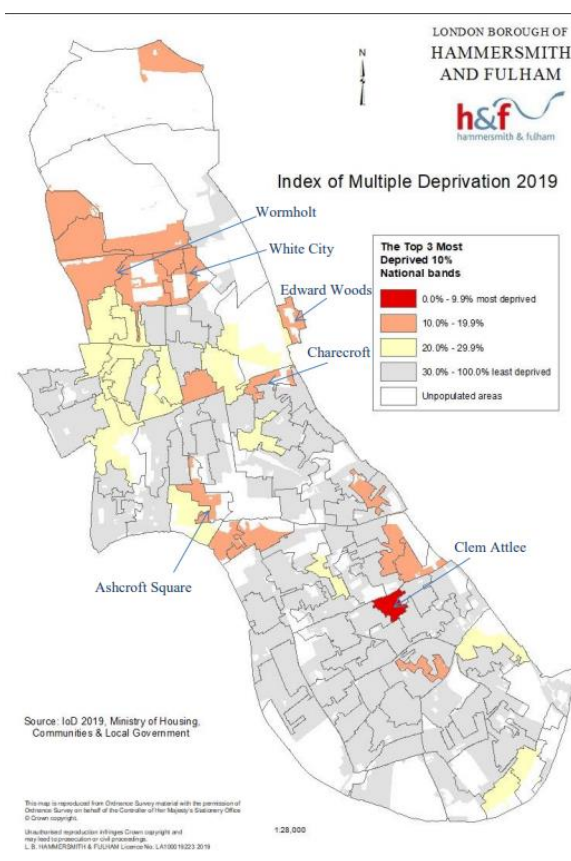 LONDON BOROUGH OF
HAMMERSMITH
AND FULHAM
N
h&f
hammersmith & fulham
Index of Multiple Deprivation 2019
Wormholt
White City
Edward Woods
Charecroft
The Top 3 Most
Deprived 10%
National bands
0.0% - 9.9% most deprived
10.0% - 19.9%
20.0% - 29.9%
30.0% - 100.0% least deprived
Unpopulated areas
Clem Attlee
Ashcroft Square
Source: IoD 2019, Ministry of Housing,
Communities & Local Government
This map is reproduced from Ordnance Survey material with the permission of
Ordnance Survey on behalf of the Controller of Her Majesty's Stationery Office
© Crown copyright.
Unauthorised reproduction infringes Crown copyright and
may lead to prosecution or civil proceedings.
L.B. HAMMERSMITH & FULHAM Licence No. LA100019223 2019
1:28,000